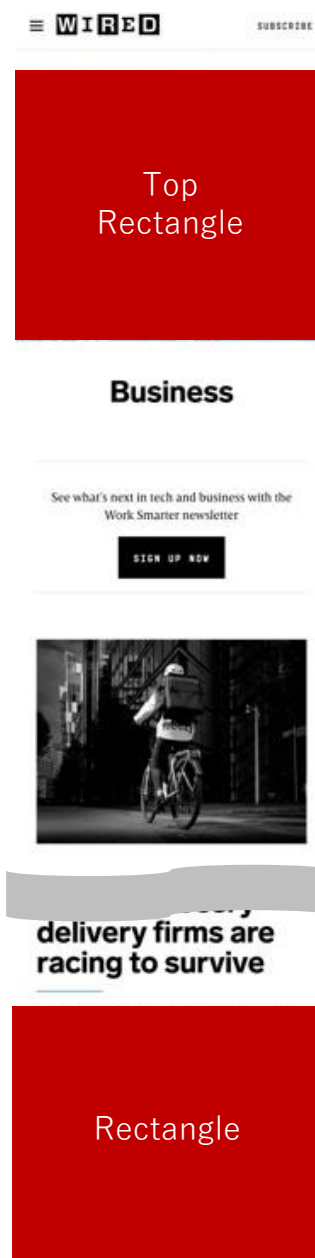 WIRED
SUBSCRIBE
Top
Rectangle
Business
See what's next in tech and business with the
Work Smarter newsletter
SIGN UP NOW
delivery firms are
racing to survive
Rectangle